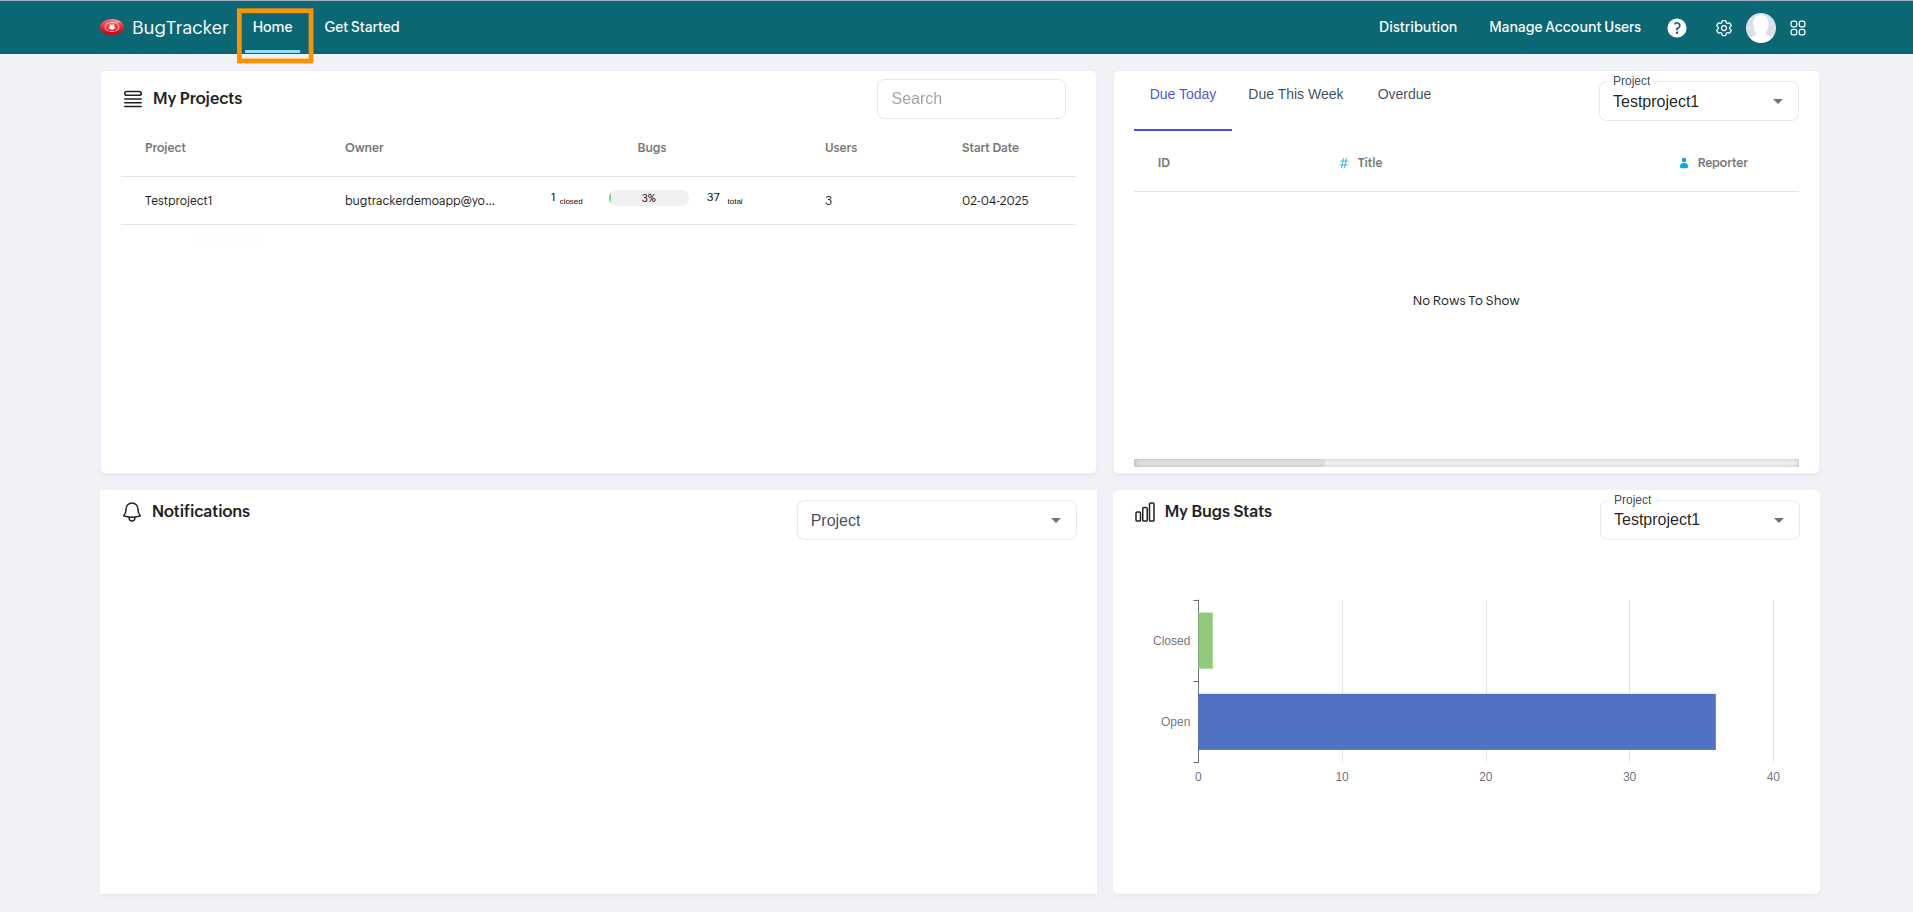 BugTracker Home Get Started Distribution Manage Account Users ?
My Projects Search
Project Owner Bugs Users Start Date
Testproject1 bugtrackerdemoapp@yo... 1 closed 3% 37 total 3 02-04-2025
Due Today Due This Week Overdue
Project
Testproject1
ID # Title Reporter
No Rows To Show
Notifications Project
My Bugs Stats
Project
Testproject1
Closed
Open
0 10 20 30 40